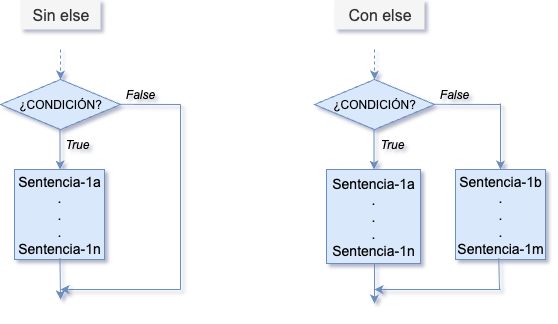 Sin else
¿CONDICIÓN?
False
True
Sentencia-1a
.
.
.
Sentencia-1n
Con else
¿CONDICIÓN?
False
True
Sentencia-1a
.
.
.
Sentencia-1n
Sentencia-1b
.
.
.
Sentencia-1m